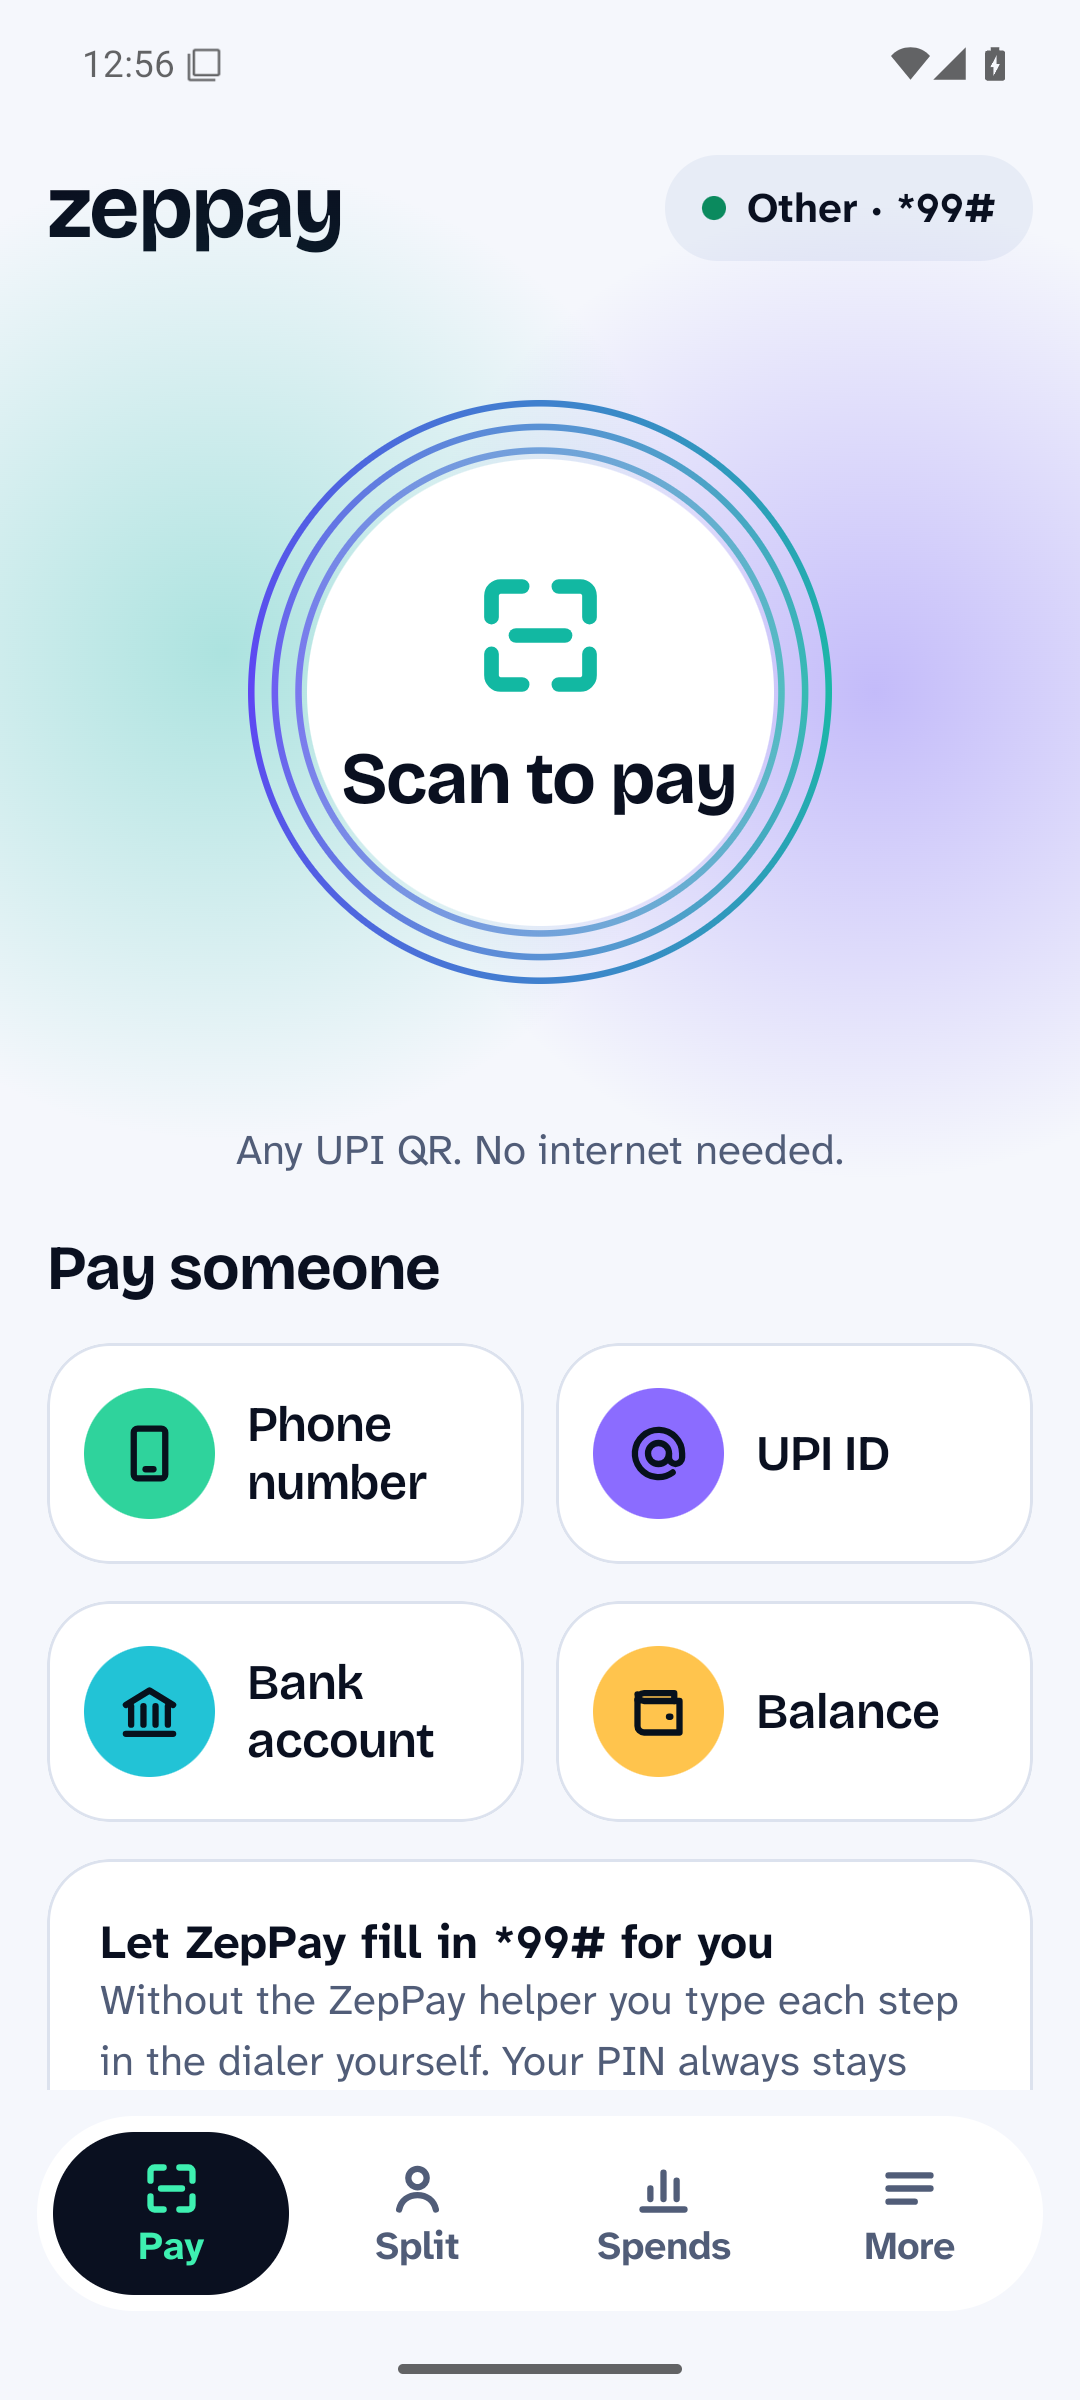 12:56
zeppay
Other · *99#
Scan to pay
Any UPI QR. No internet needed.
Pay someone
Phone
number
UPI ID
Bank
account
Balance
Let ZepPay fill in *99# for you
Without the ZepPay helper you type each step
in the dialer yourself. Your PIN always stays
Pay
Split
Spends
More